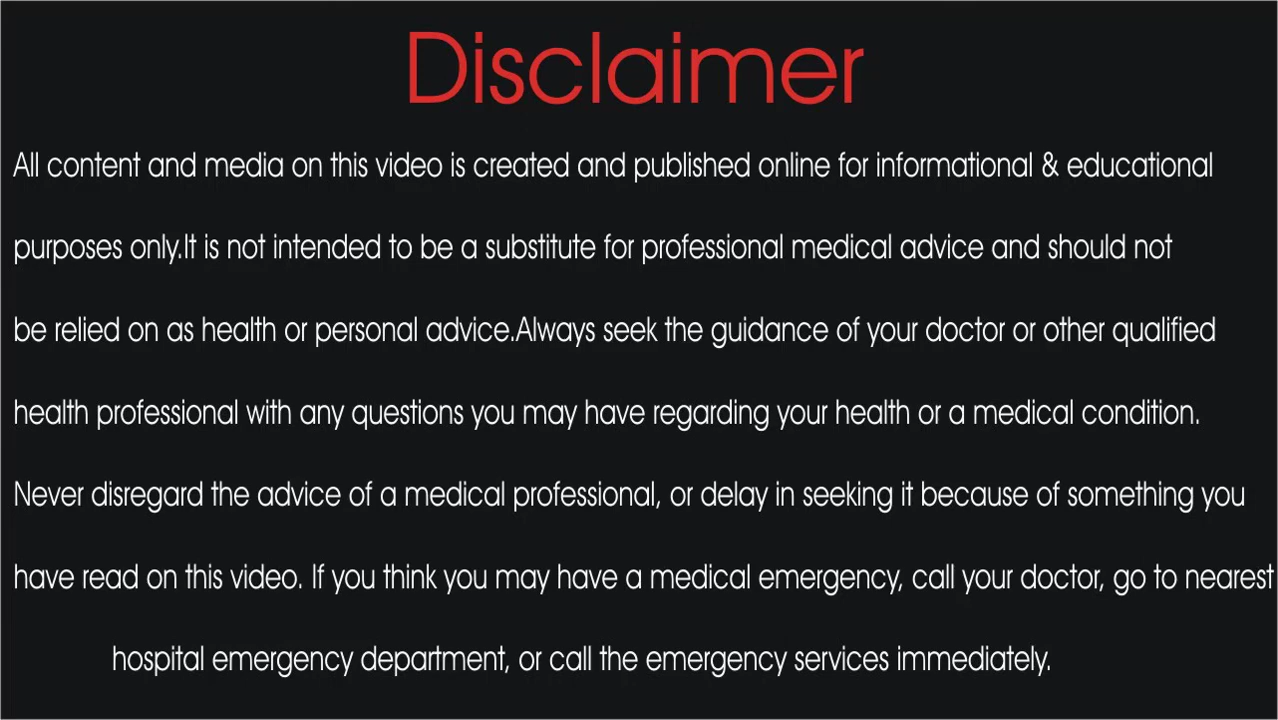 Disclaimer
All content and media on this video is created and published online for informational & educational
purposes only.It is not intended to be a substitute for professional medical advice and should not
be relied on as health or personal advice.Always seek the guidance of your doctor or other qualified
health professional with any questions you may have regarding your health or a medical condition.
Never disregard the advice of a medical professional, or delay in seeking it because of something you
have read on this video. If you think you may have a medical emergency, call your doctor, go to nearest
hospital emergency department, or call the emergency services immediately.